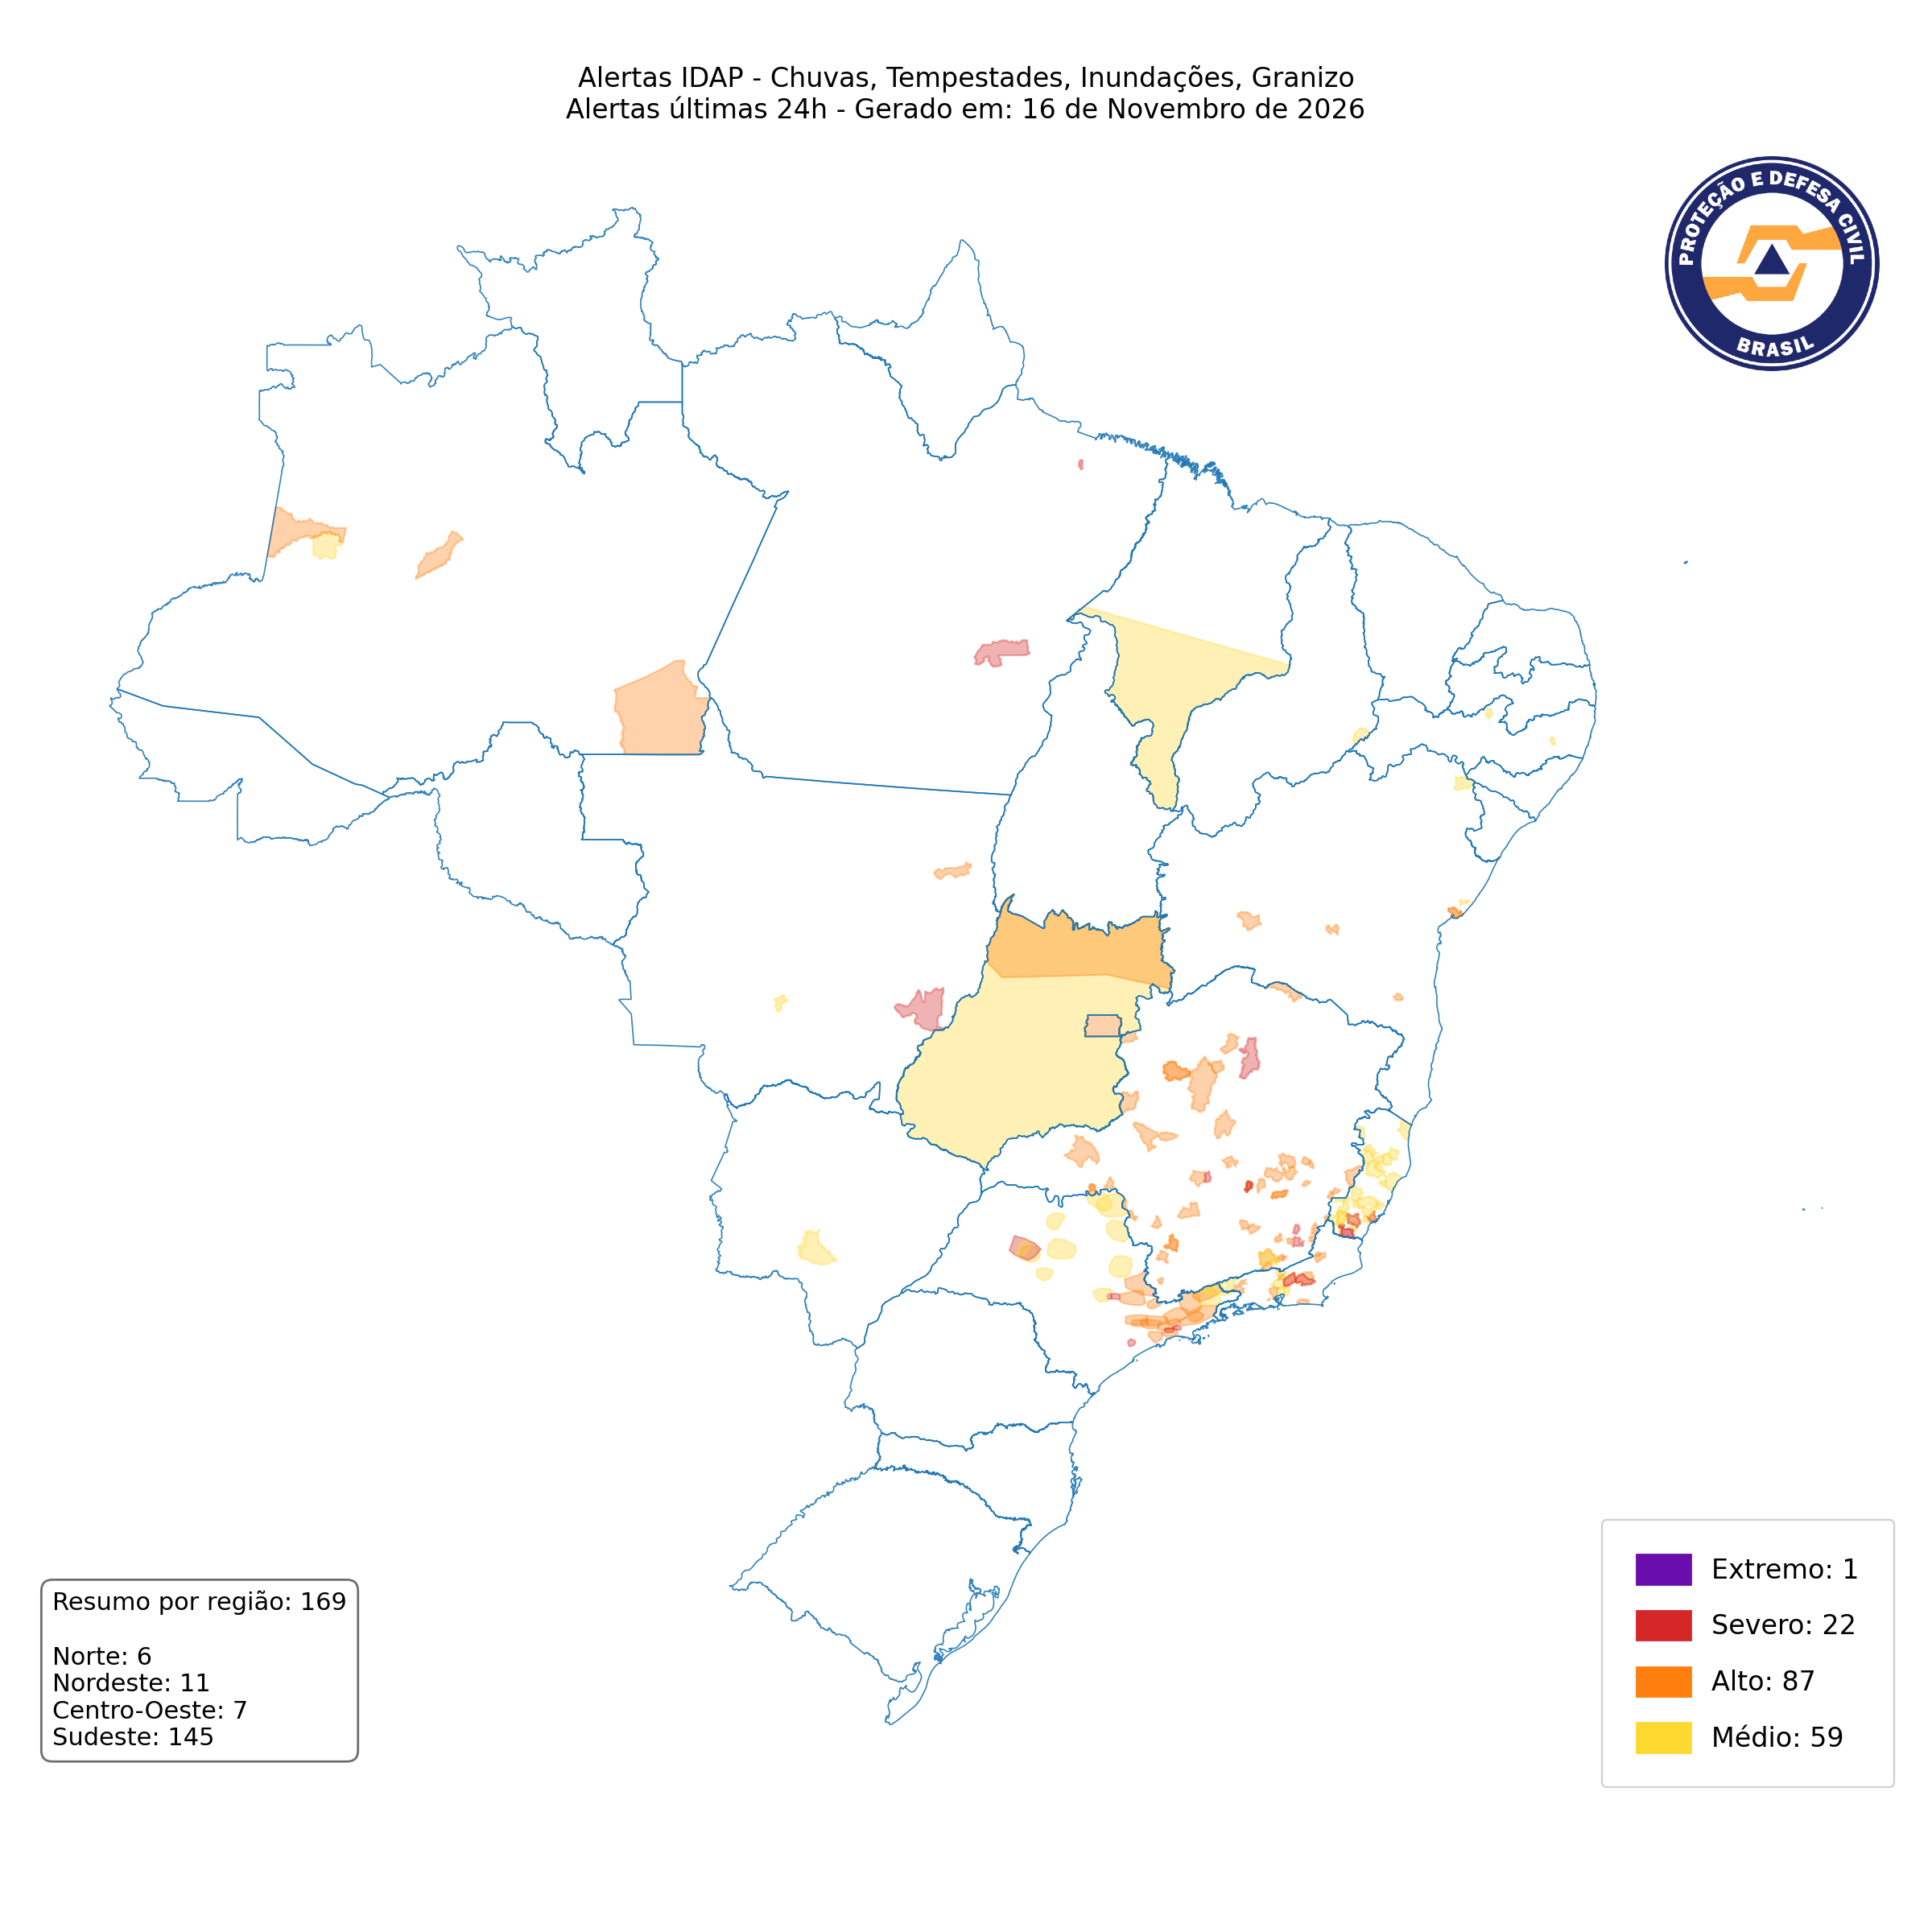 Alertas IDAP - Chuvas, Tempestades, Inundações, Granizo
Alertas últimas 24h - Gerado em: 16 de Novembro de 2026
PROTEÇÃO E DEFESA CIVIL
BRASIL
Extremo: 1
Severo: 22
Alto: 87
Médio: 59
Resumo por região: 169
Norte: 6
Nordeste: 11
Centro-Oeste: 7
Sudeste: 145